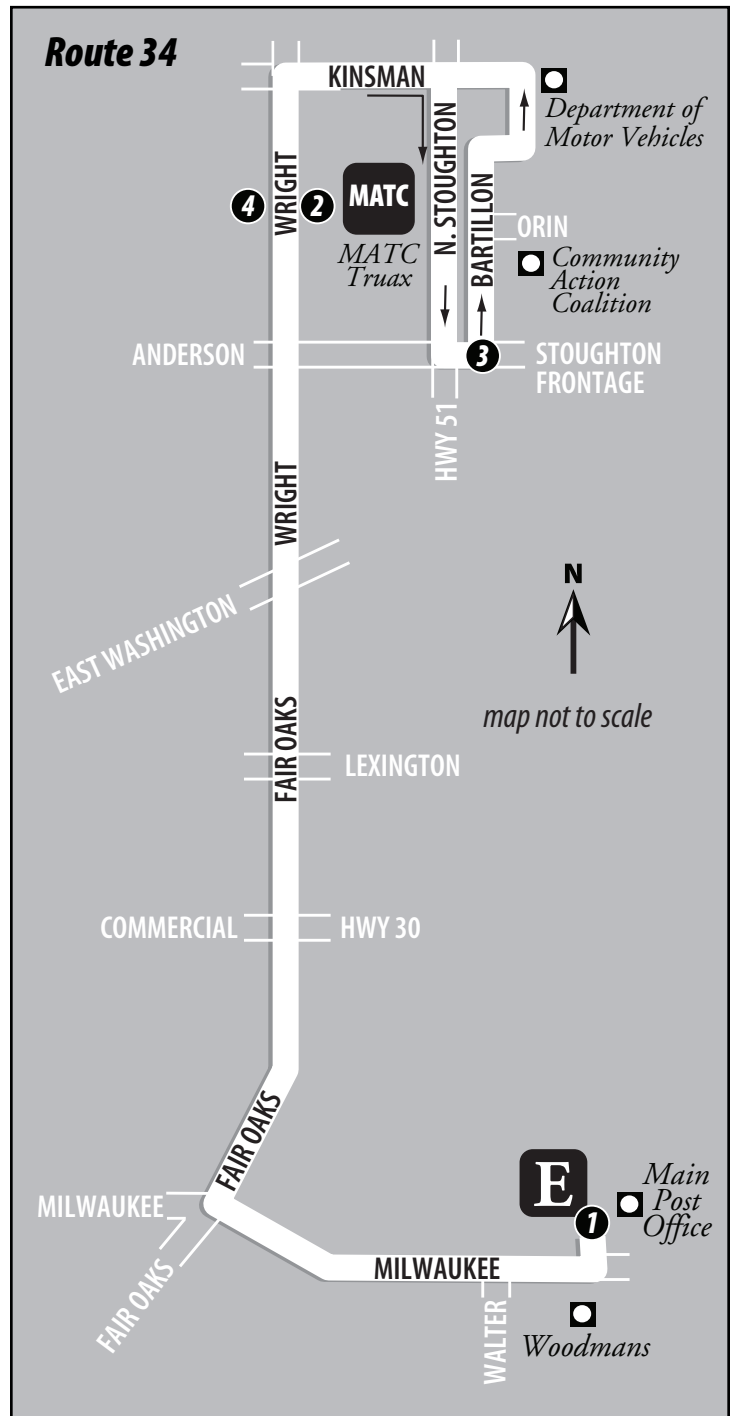 Route 34
KINSMAN
Department of
Motor Vehicles
N. STOUGHTON
WRIGHT
4
2
MATC
MATC
Truax
BARTILLON
ORIN
Community
Action
Coalition
ANDERSON
3
STOUGHTON
FRONTAGE
HWY 51
WRIGHT
EAST WASHINGTON
N
map not to scale
FAIR OAKS
LEXINGTON
COMMERCIAL
HWY 30
FAIR OAKS
MILWAUKEE
FAIR OAKS
E
1
Main
Post
Office
MILWAUKEE
WALTER
Woodmans